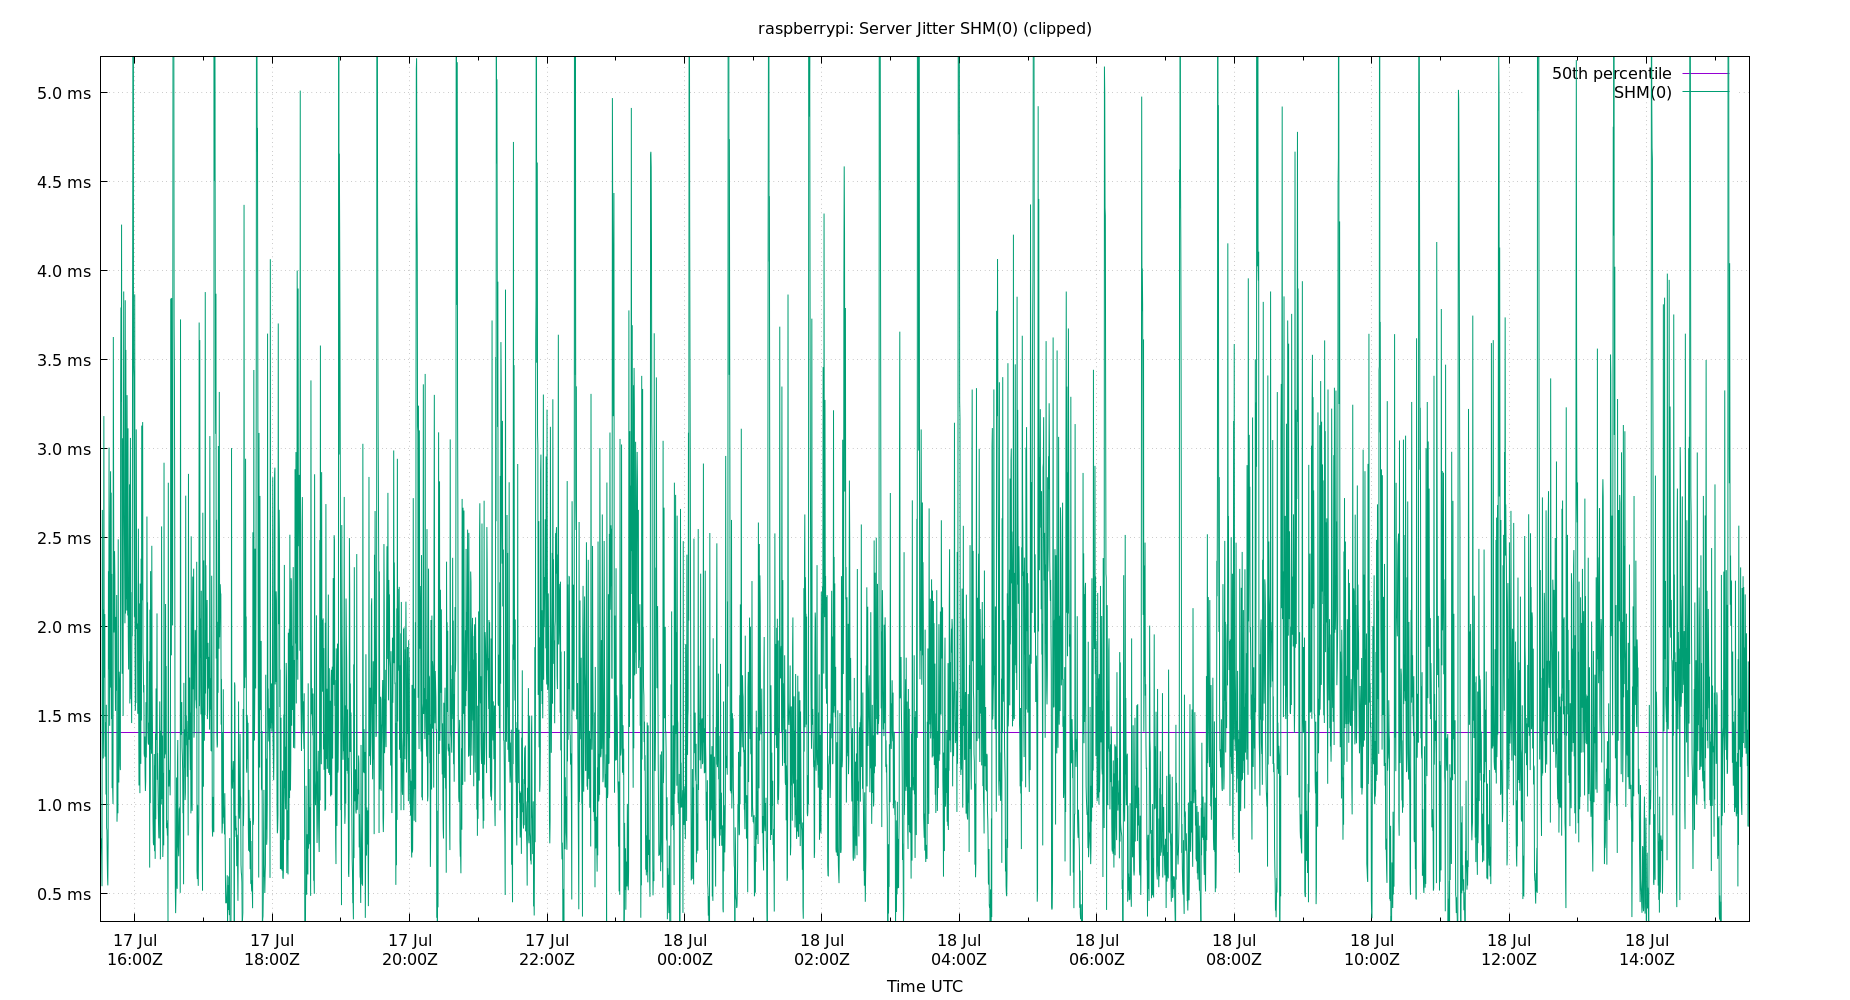 raspberrypi: Server Jitter SHM(0) (clipped)
50th percentile
SHM(0)
5.0 ms
4.5 ms
4.0 ms
3.5 ms
3.0 ms
2.5 ms
2.0 ms
1.5 ms
1.0 ms
0.5 ms
17 Jul 17 Jul 17 Jul 17 Jul 18 Jul 18 Jul 18 Jul 18 Jul 18 Jul 18 Jul 18 Jul 18 Jul
16:00Z 18:00Z 20:00Z 22:00Z 00:00Z 02:00Z 04:00Z 06:00Z 08:00Z 10:00Z 12:00Z 14:00Z
Time UTC